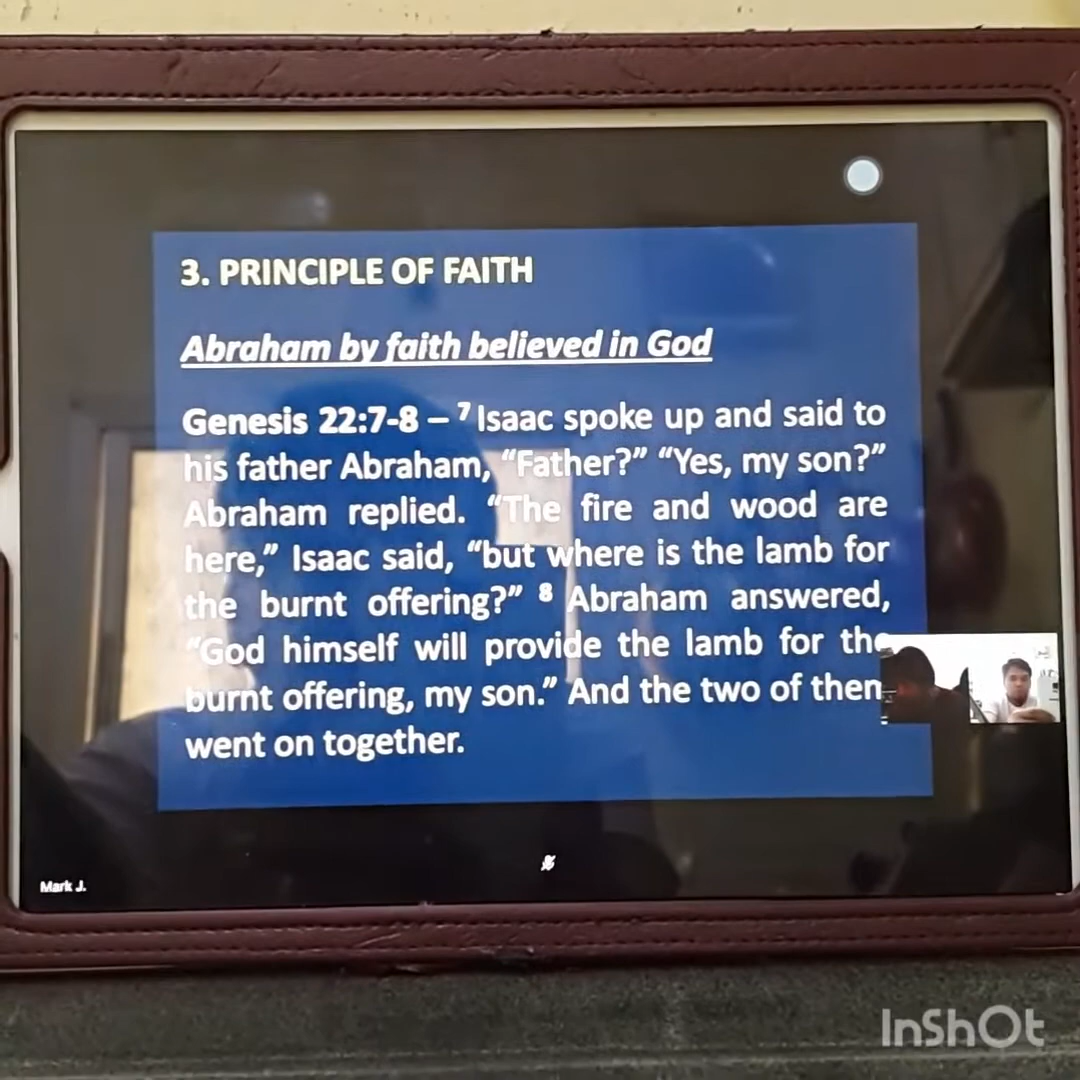 3. PRINCIPLE OF FAITH
Abraham by faith believed in God
Genesis 22:7-8 – 7 Isaac spoke up and said to
his father Abraham, “Father?” “Yes, my son?”
Abraham replied. “The fire and wood are
here,” Isaac said, “but where is the lamb for
the burnt offering?” 8 Abraham answered,
“God himself will provide the lamb for the
burnt offering, my son.” And the two of them
went on together.
Mark J.
InShOt